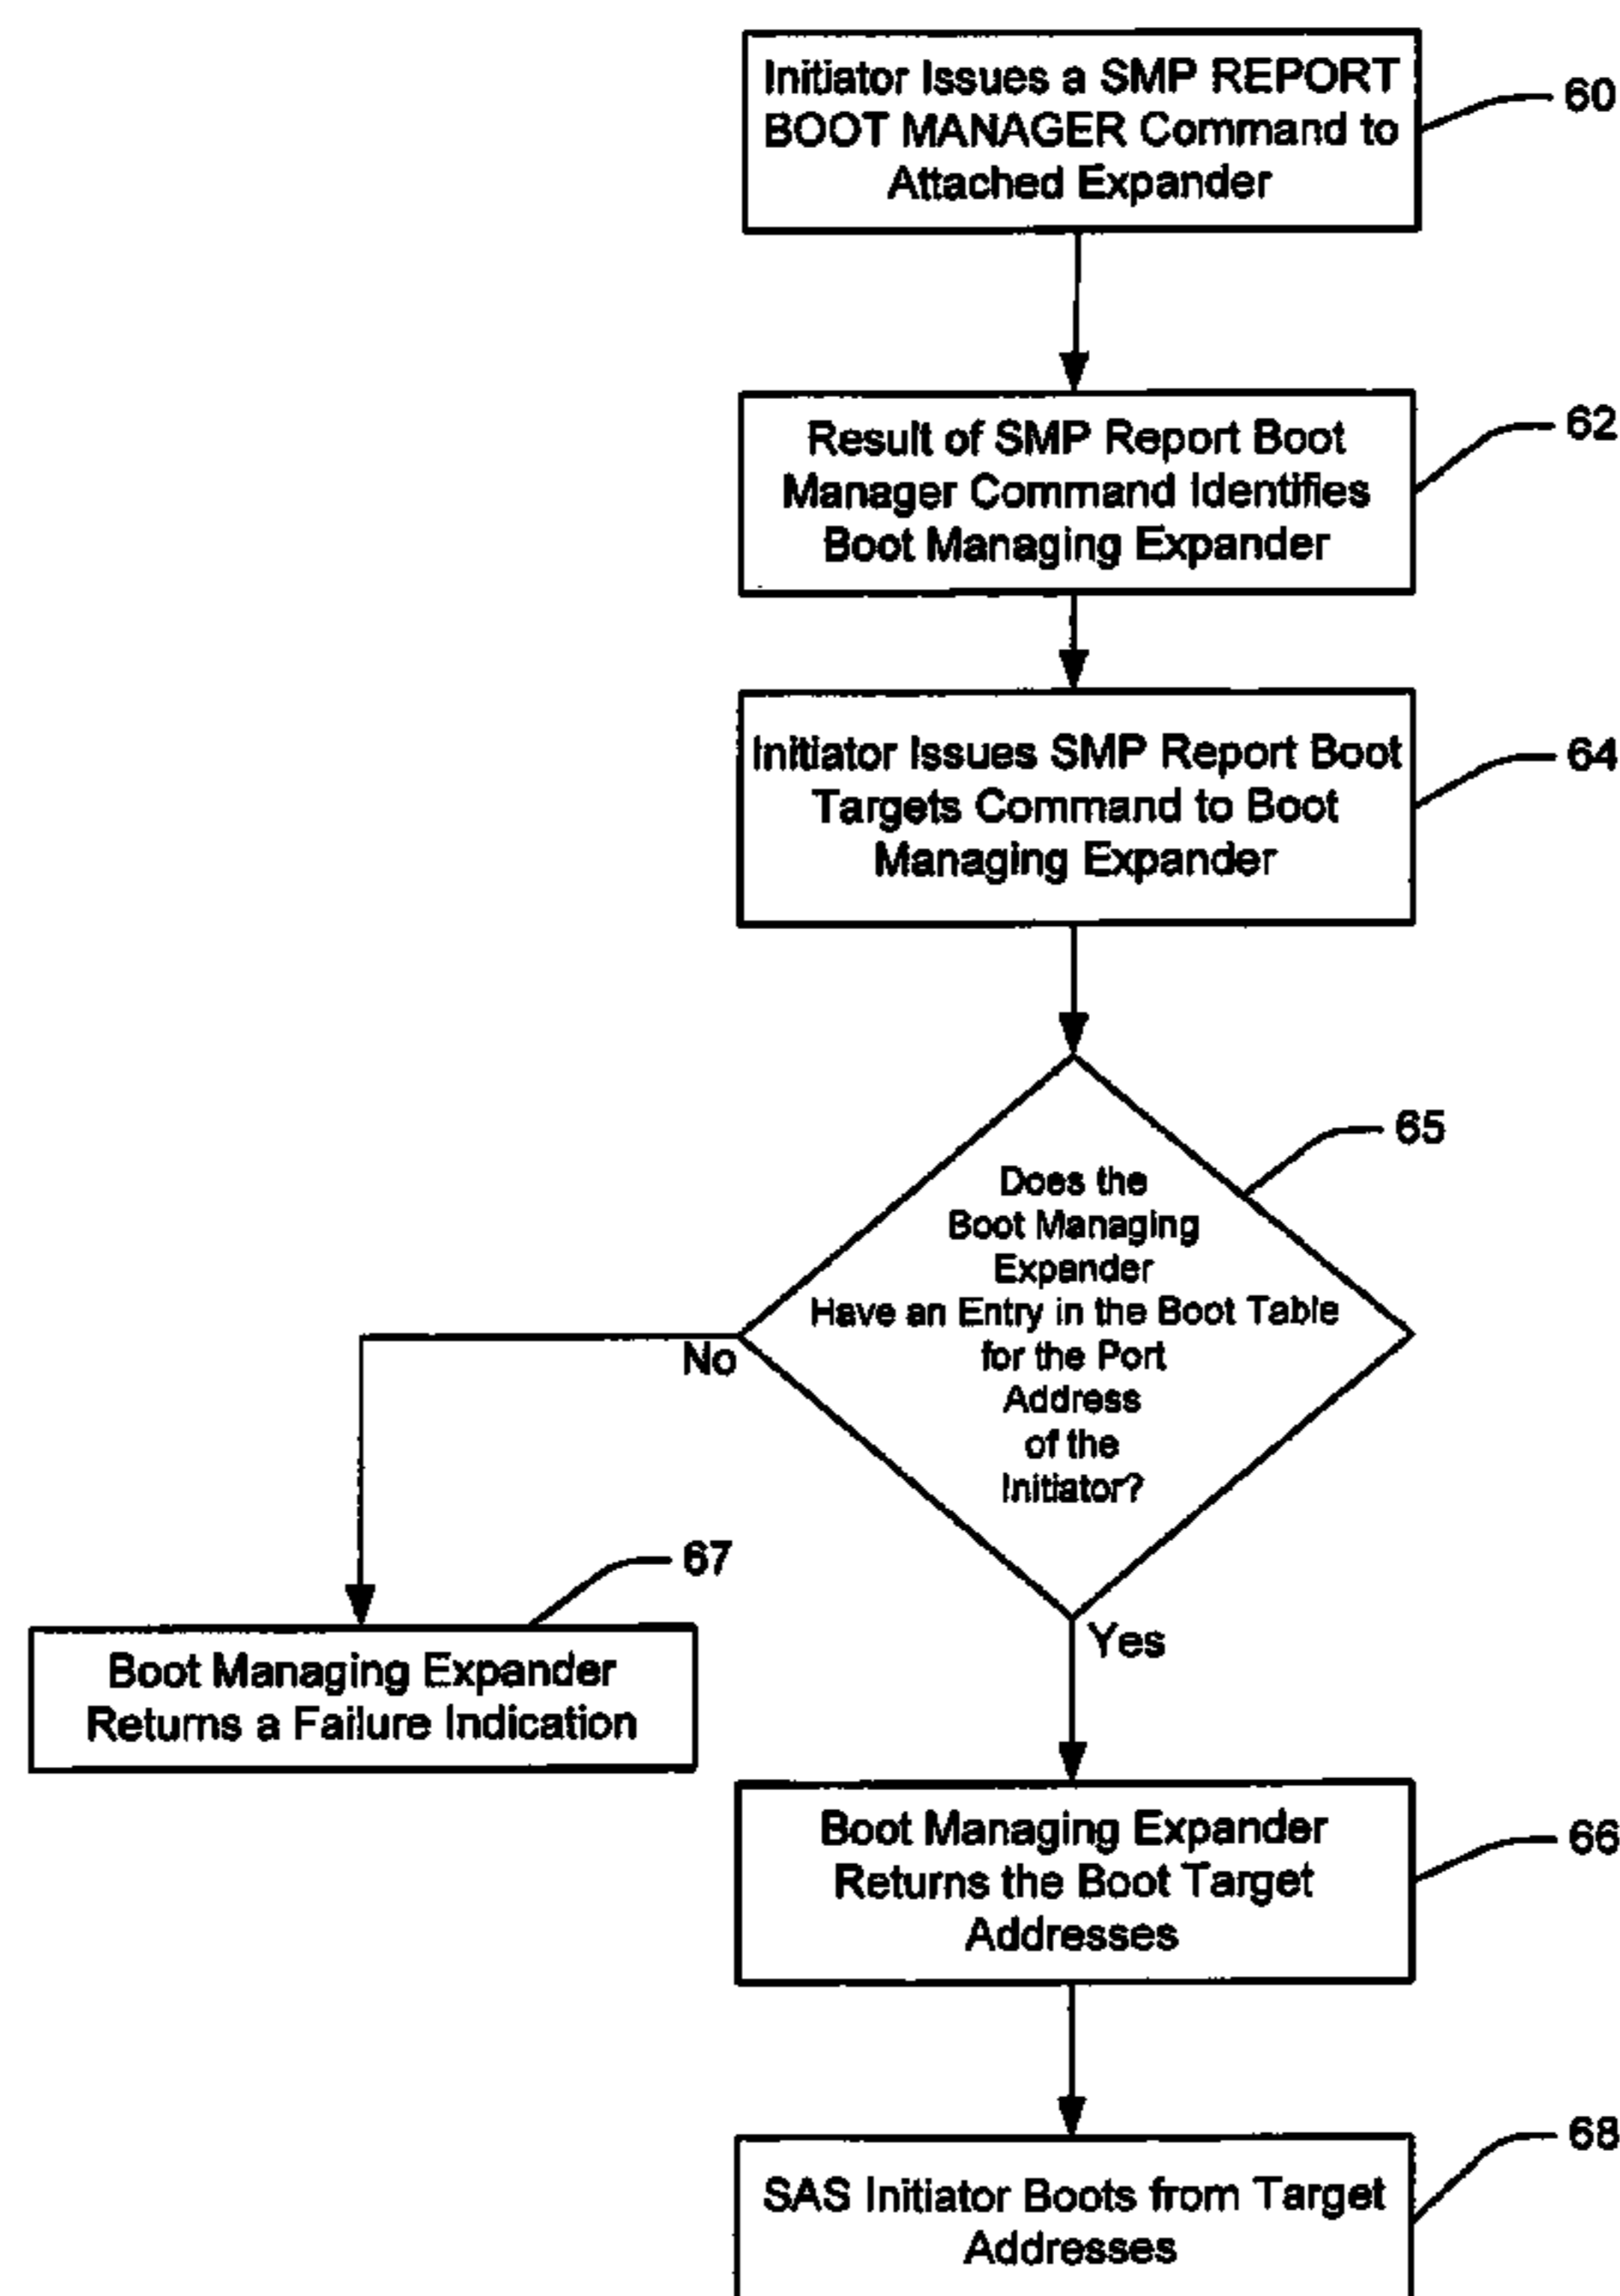 Initiator Issues a SMP REPORT
BOOT MANAGER Command to
Attached Expander
60
Result of SMP Report Boot
Manager Command Identifies
Boot Managing Expander
62
Initiator Issues SMP Report Boot
Targets Command to Boot
Managing Expander
64
Does the
Boot Managing
Expander
Have an Entry in the Boot Table
for the Port
Address
of the
Initiator?
65
No
Yes
67
Boot Managing Expander
Returns a Failure Indication
Boot Managing Expander
Returns the Boot Target
Addresses
66
SAS Initiator Boots from Target
Addresses
68